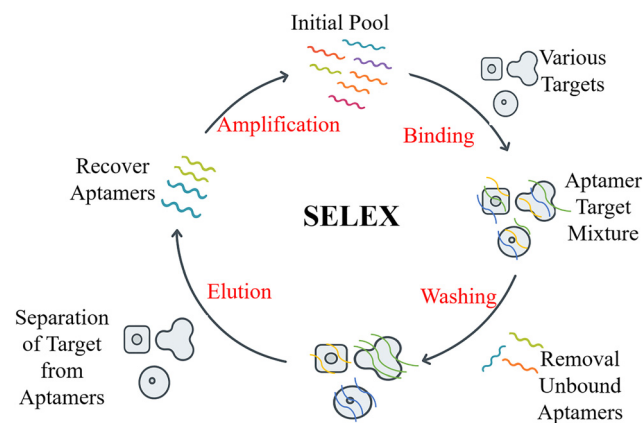 Initial Pool
Various
Targets
Amplification
Binding
Recover
Aptamers
SELEX
Aptamer
Target
Mixture
Elution
Washing
Separation
of Target
from
Aptamers
Removal
Unbound
Aptamers